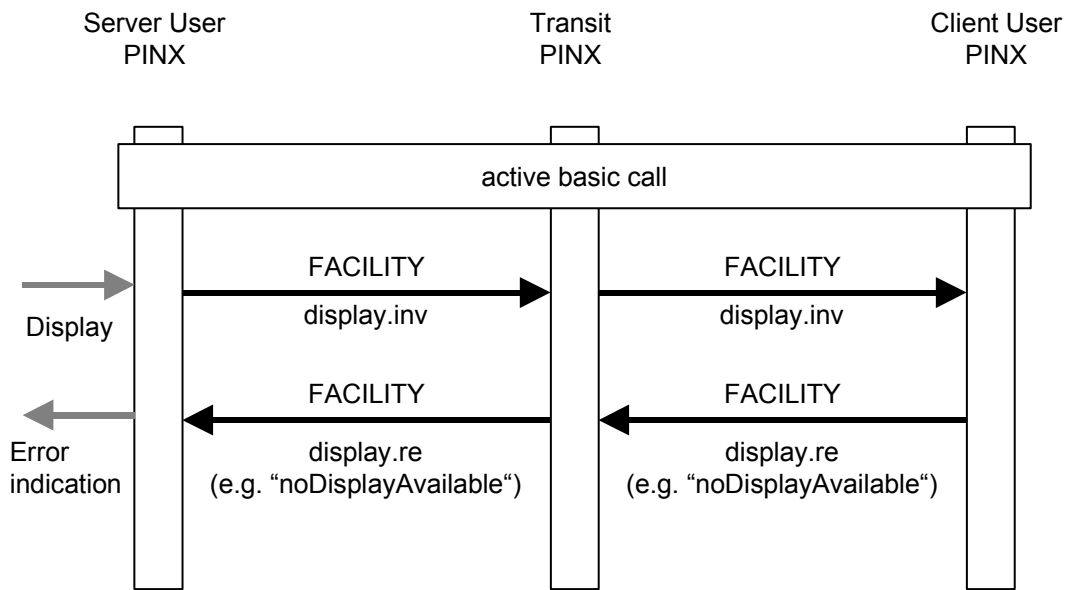 Server User
PINX
Transit
PINX
Client User
PINX
active basic call
FACILITY
FACILITY
Display
display.inv
display.inv
FACILITY
FACILITY
Error
indication
display.re
(e.g. “noDisplayAvailable“)
display.re
(e.g. “noDisplayAvailable“)